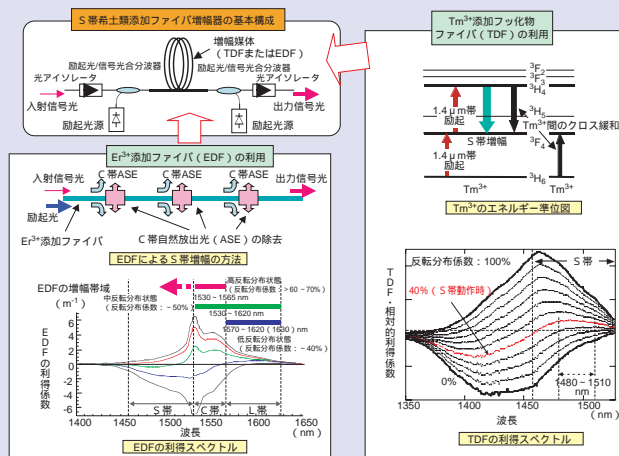 S帯希土類添加ファイバ増幅器の基本構成
増幅媒体
(TDFまたはEDF)
励起光/信号光合分波器
励起光/信号光合分波器
光アイソレータ
光アイソレータ
入射信号光
出力信号光
励起光源
励起光源
Er³⁺添加ファイバ(EDF)の利用
入射信号光
C帯ASE
C帯ASE
C帯ASE
出力信号光
励起光
Er³⁺添加ファイバ
C帯自然放出光(ASE)の除去
EDFによるS帯増幅の方法
EDFの増幅帯域
高反転分布状態
(反転分布係数:>60~70%)
中反転分布状態
(反転分布係数:~50%)
1530~1565 nm
1530~1620 nm
1570~1620(1630)nm
低反転分布状態
(反転分布係数:~40%)
(m⁻¹)
EDFの利得係数
6
4
2
0
-2
-4
-6
S帯
C帯
L帯
1400 1450 1500 1550 1600 1650
波長
(nm)
EDFの利得スペクトル
Tm³⁺添加フッ化物
ファイバ(TDF)の利用
³F₂
³F₃
³H₄
³H₅
³F₄
³H₆
1.4μm帯
励起
S帯増幅
Tm³⁺間のクロス緩和
1.4μm帯
励起
Tm³⁺
Tm³⁺
Tm³⁺のエネルギー準位図
TDF・相対的利得係数
反転分布係数:100%
S帯
40%(S帯動作時)
0%
1480~1510
nm
1350 1400 1450 1500
波長
(nm)
TDFの利得スペクトル